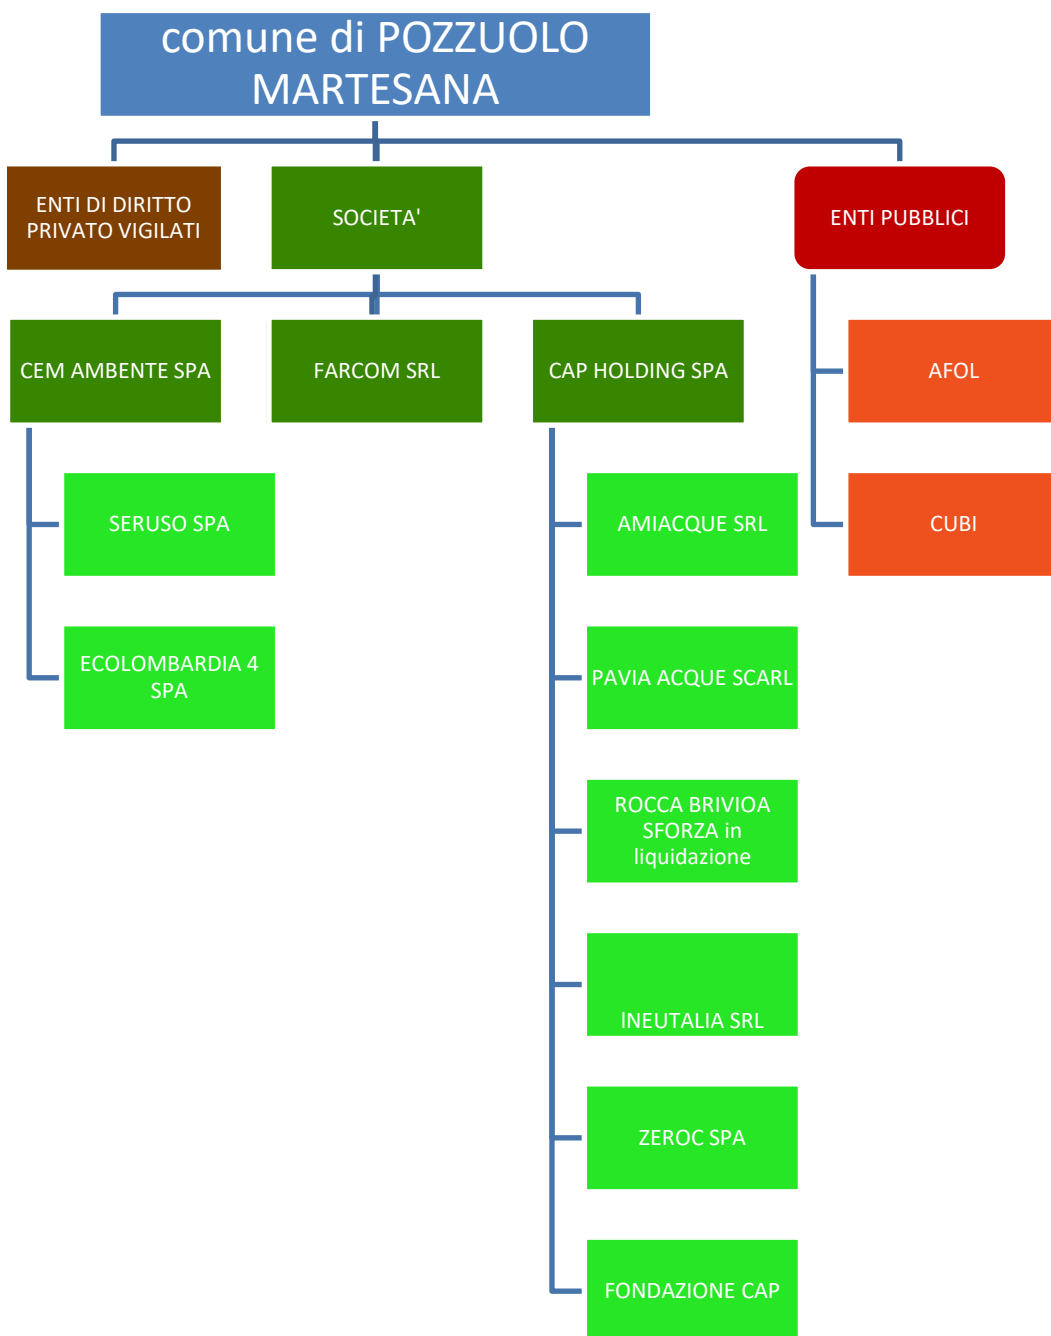 comune di POZZUOLO
MARTESANA
ENTI DI DIRITTO
PRIVATO VIGILATI
SOCIETA'
ENTI PUBBLICI
CEM AMBENTE SPA
FARCOM SRL
CAP HOLDING SPA
AFOL
SERUSO SPA
AMIACQUE SRL
CUBI
ECOLOMBARDIA 4
SPA
PAVIA ACQUE SCARL
ROCCA BRIVIOA
SFORZA in
liquidazione
INEUTALIA SRL
ZEROC SPA
FONDAZIONE CAP